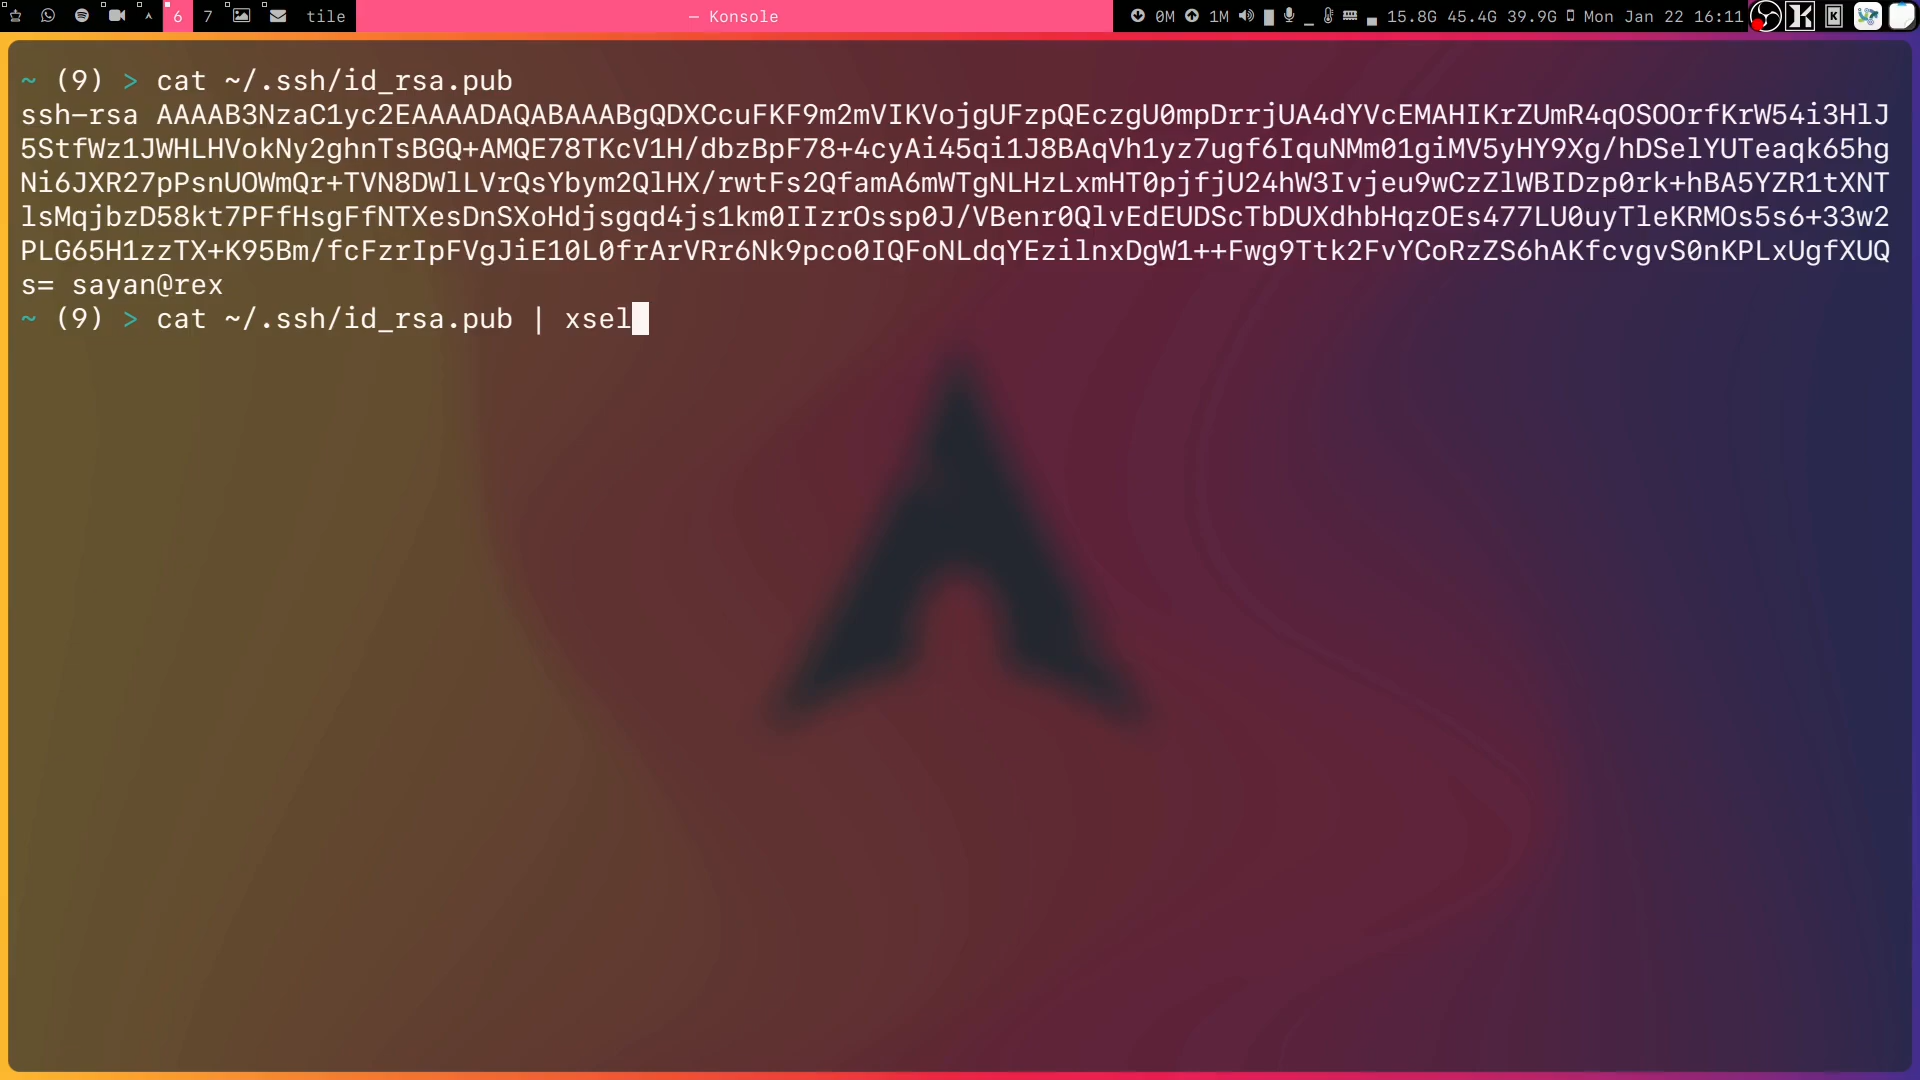 6 7 tile — Konsole 0M 1M 15.8G 45.4G 39.9G Mon Jan 22 16:11
~ (9) > cat ~/.ssh/id_rsa.pub
ssh-rsa AAAAB3NzaC1yc2EAAAADAQABAAABgQDXCcuFKF9m2mVIKVojgUFzpQEczgU0mpDrrjUA4dYVcEMAHIKrZUmR4qOSOOrfKrW54i3HlJ
5StfWz1JWHLHVokNy2ghnTsBGQ+AMQE78TKcV1H/dbzBpF78+4cyAi45qi1J8BAqVh1yz7ugf6IquNMm01giMV5yHY9Xg/hDSelYUTeaqk65hg
Ni6JXR27pPsnUOWmQr+TVN8DWlLVrQsYbym2QlHX/rwtFs2QfamA6mWTgNLHzLxmHT0pjfjU24hW3Ivjeu9wCzZlWBIDzp0rk+hBA5YZR1tXNT
lsMqjbzD58kt7PFfHsgFfNTXesDnSXoHdjsgqd4js1km0IIzrOssp0J/VBenr0QlvEdEUDScTbDUXdhbHqzOEs477LU0uyTleKRMOs5s6+33w2
PLG65H1zzTX+K95Bm/fcFzrIpFVgJiE10L0frArVRr6Nk9pco0IQFoNLdqYEzilnxDgW1++Fwg9Ttk2FvYCoRzZS6hAKfcvgvS0nKPLxUgfXUQ
s= sayan@rex
~ (9) > cat ~/.ssh/id_rsa.pub | xsel